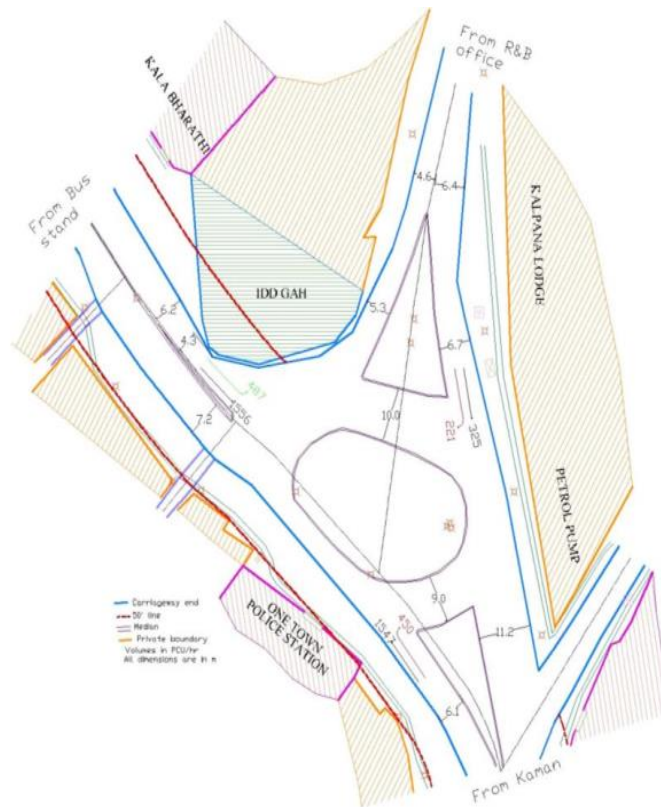 From R&B
office
KALA BHARATHI
From Bus
stand
IDD GAH
KALPANA LODGE
4.6
6.4
5.3
6.2
4.3
6.7
487
1556
7.2
10.0
221
325
PETROL PUMP
9.0
11.2
450
1547
6.1
ONE TOWN
POLICE STATION
Carriageway end
50' line
Median
Private boundary
Volumes in PCU/hr
All dimensions are in m
From Kaman